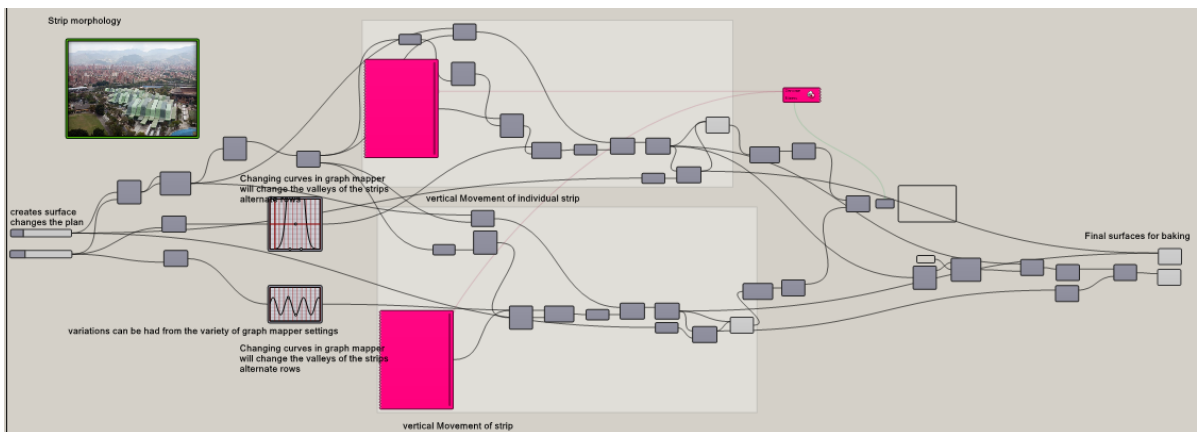 Strip morphology
creates surface
changes the plan
Changing curves in graph mapper
will change the valleys of the strips
alternate rows
vertical Movement of individual strip
Final surfaces for baking
variations can be had from the variety of graph mapper settings
Changing curves in graph mapper
will change the valleys of the strips
alternate rows
vertical Movement of strip